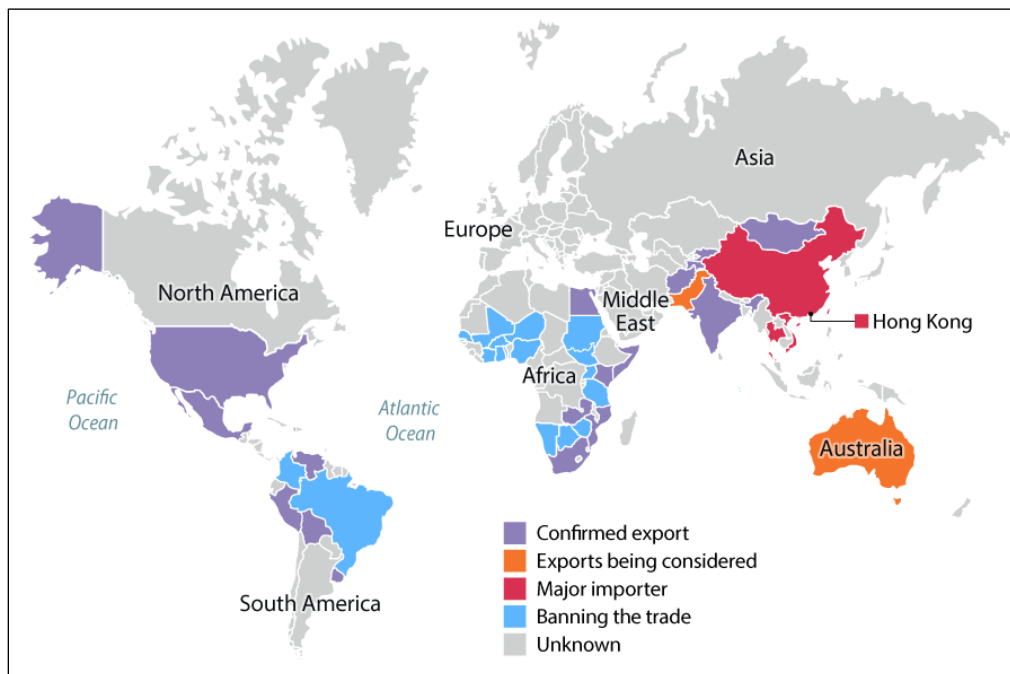 Asia
Europe
Middle
East
North America
Hong Kong
Africa
Pacific
Ocean
Atlantic
Ocean
Australia
South America
Confirmed export
Exports being considered
Major importer
Banning the trade
Unknown